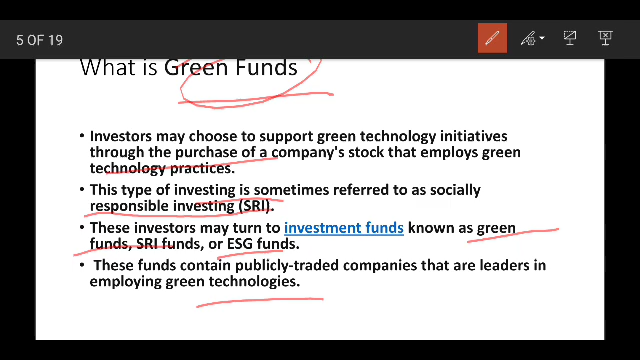 5 OF 19
What is Green Funds
• Investors may choose to support green technology initiatives
through the purchase of a company's stock that employs green
technology practices.
• This type of investing is sometimes referred to as socially
responsible investing (SRI).
• These investors may turn to investment funds known as green
funds, SRI funds, or ESG funds.
• These funds contain publicly-traded companies that are leaders in
employing green technologies.